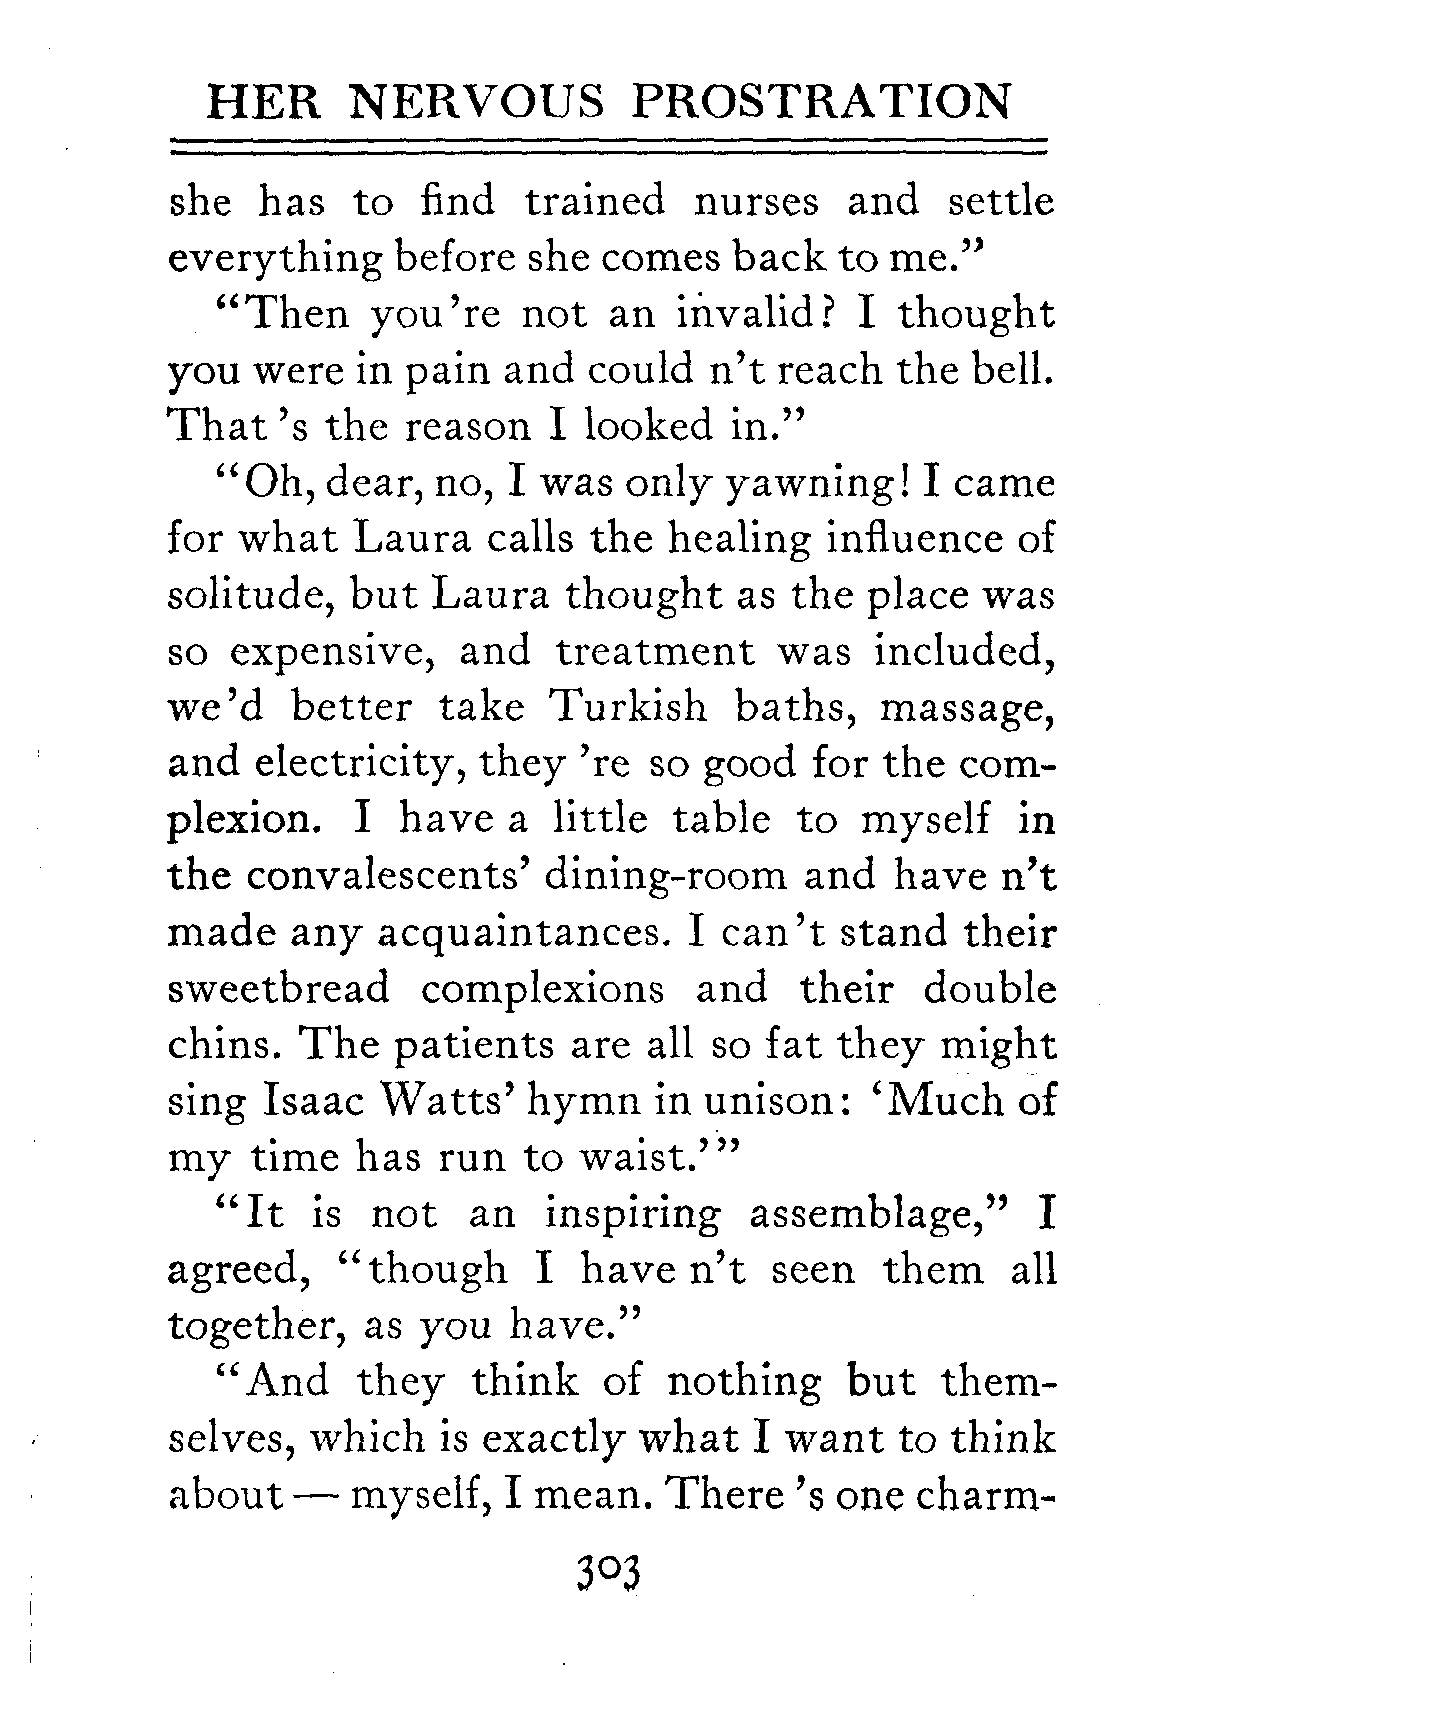 HER NERVOUS PROSTRATION
she has to find trained nurses and settle
everything before she comes back to me.”
“Then you’re not an invalid? I thought
you were in pain and could n’t reach the bell.
That ’s the reason I looked in.”
“Oh, dear, no, I was only yawning! I came
for what Laura calls the healing influence of
solitude, but Laura thought as the place was
so expensive, and treatment was included,
we’d better take Turkish baths, massage,
and electricity, they ’re so good for the com-
plexion. I have a little table to myself in
the convalescents’ dining-room and have n’t
made any acquaintances. I can’t stand their
sweetbread complexions and their double
chins. The patients are all so fat they might
sing Isaac Watts’ hymn in unison: ‘Much of
my time has run to waist.’”
“It is not an inspiring assemblage,” I
agreed, “though I have n’t seen them all
together, as you have.”
“And they think of nothing but them-
selves, which is exactly what I want to think
about — myself, I mean. There ’s one charm-
303